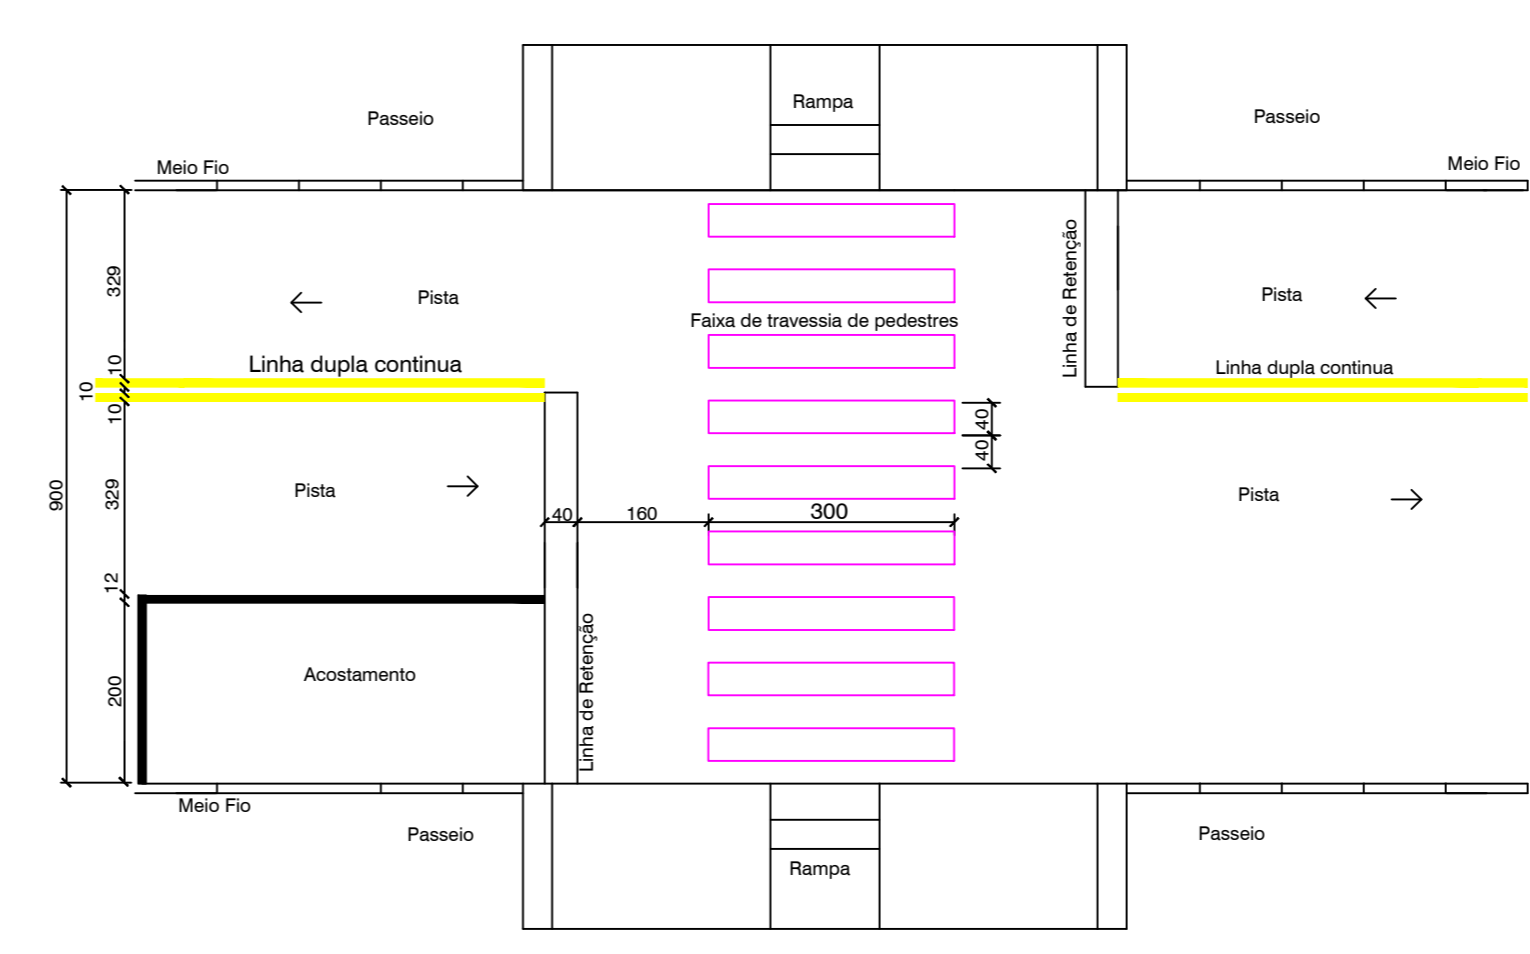 Rampa
Passeio
Passeio
Meio Fio
Meio Fio
Linha de Retenção
329
Pista
Pista
Faixa de travessia de pedestres
10
Linha dupla continua
Linha dupla continua
10
10
40
40
900
329
Pista
Pista
40
160
300
12
Linha de Retenção
200
Acostamento
Meio Fio
Passeio
Passeio
Rampa